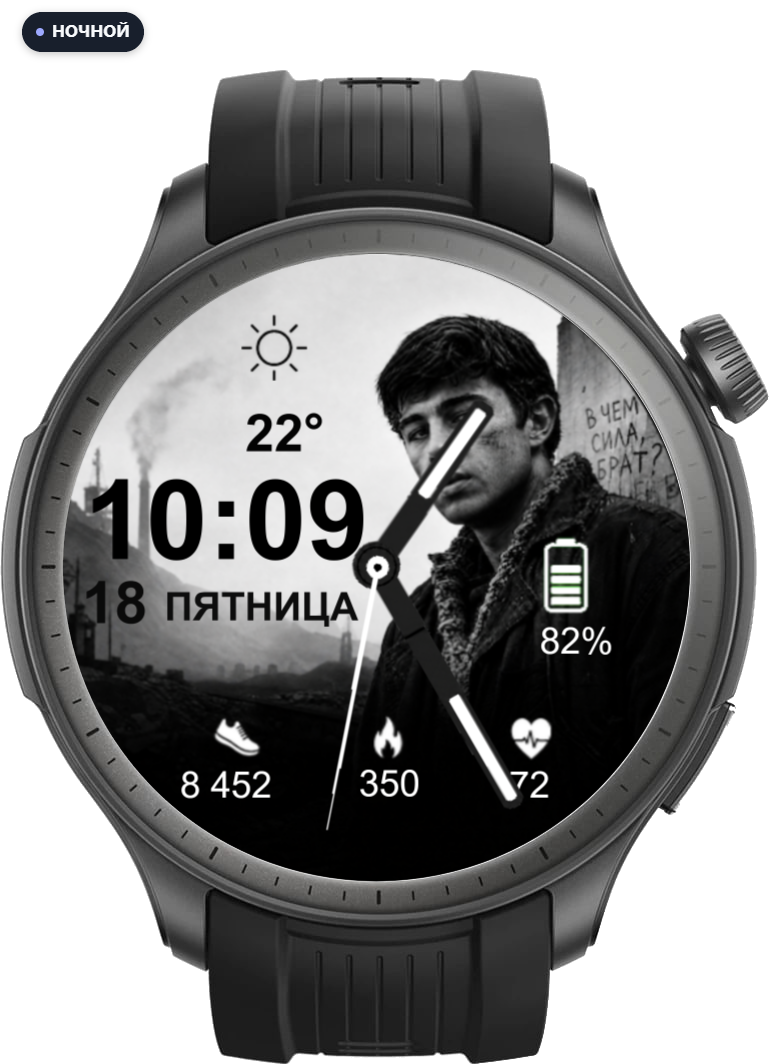 НОЧНОЙ
22°
10:09
18 ПЯТНИЦА
В ЧЕМ
СИЛА,
БРАТ?
82%
8 452
350
72